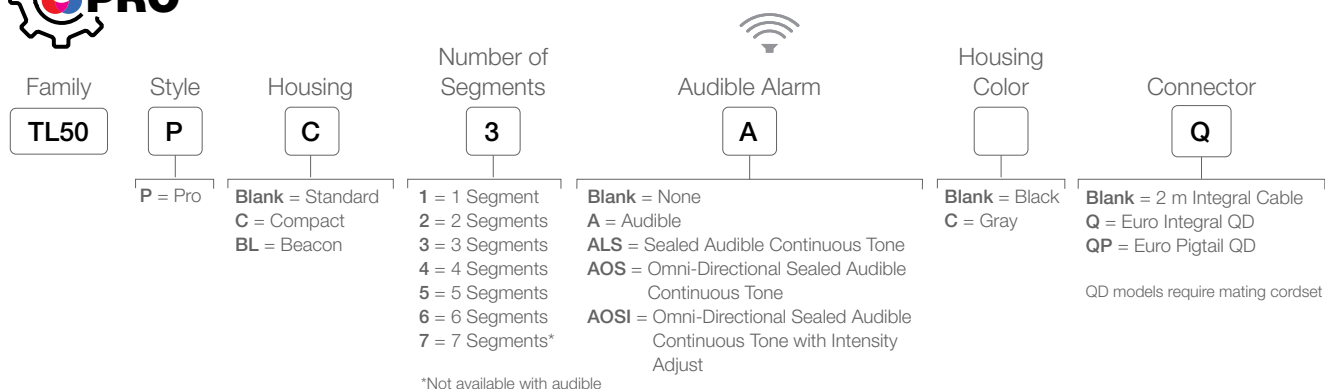 PRO
Family
TL50
Style
P
P = Pro
Housing
C
Blank = Standard
C = Compact
BL = Beacon
Number of
Segments
3
1 = 1 Segment
2 = 2 Segments
3 = 3 Segments
4 = 4 Segments
5 = 5 Segments
6 = 6 Segments
7 = 7 Segments*
*Not available with audible
Audible Alarm
A
Blank = None
A = Audible
ALS = Sealed Audible Continuous Tone
AOS = Omni-Directional Sealed Audible
Continuous Tone
AOSI = Omni-Directional Sealed Audible
Continuous Tone with Intensity
Adjust
Housing
Color
Blank = Black
C = Gray
Connector
Q
Blank = 2 m Integral Cable
Q = Euro Integral QD
QP = Euro Pigtail QD
QD models require mating cordset